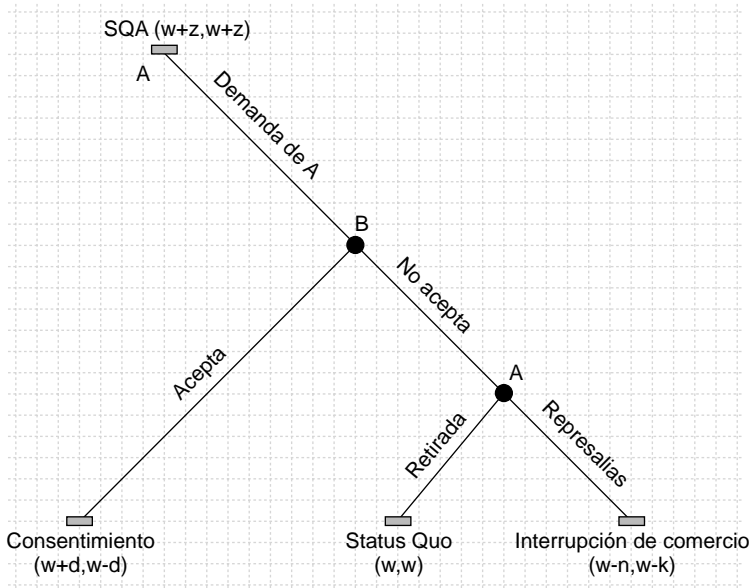 SQA (w+z,w+z)
A
Demanda de A
B
No acepta
Acepta
A
Retirada
Represalias
Consentimiento
(w+d,w-d)
Status Quo
(w,w)
Interrupción de comercio
(w-n,w-k)